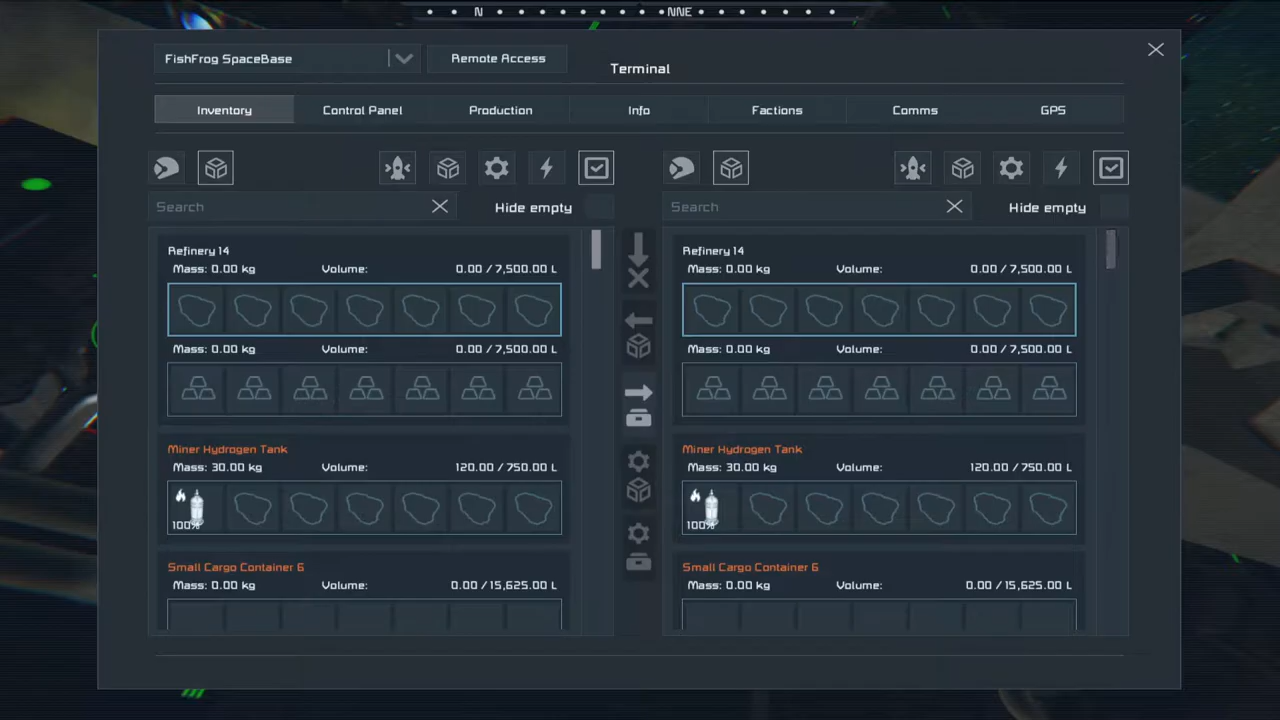 N NNE
FishFrog SpaceBase Remote Access
Terminal
Inventory Control Panel Production Info Factions Comms GPS
Search Hide empty Search Hide empty
Refinery 14 Refinery 14
Mass: 0.00 kg Volume: 0.00 / 7,500.00 L Mass: 0.00 kg Volume: 0.00 / 7,500.00 L
Mass: 0.00 kg Volume: 0.00 / 7,500.00 L Mass: 0.00 kg Volume: 0.00 / 7,500.00 L
Miner Hydrogen Tank Miner Hydrogen Tank
Mass: 30.00 kg Volume: 120.00 / 750.00 L Mass: 30.00 kg Volume: 120.00 / 750.00 L
100% 100%
Small Cargo Container 6 Small Cargo Container 6
Mass: 0.00 kg Volume: 0.00 / 15,625.00 L Mass: 0.00 kg Volume: 0.00 / 15,625.00 L